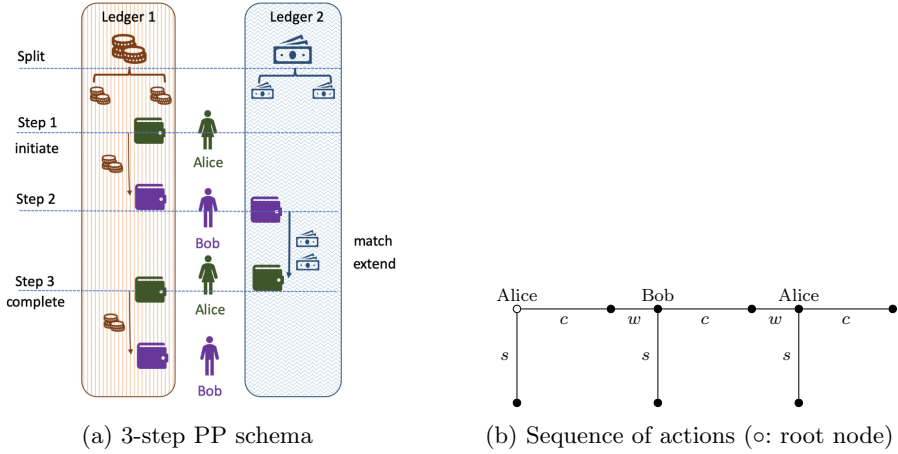 Ledger 1
Ledger 2
Split
Step 1
initiate
Alice
Step 2
Bob
match
extend
Step 3
complete
Alice
Bob
(a) 3-step PP schema
Alice
Bob
Alice
c
w
c
w
c
s
s
s
(b) Sequence of actions (○: root node)